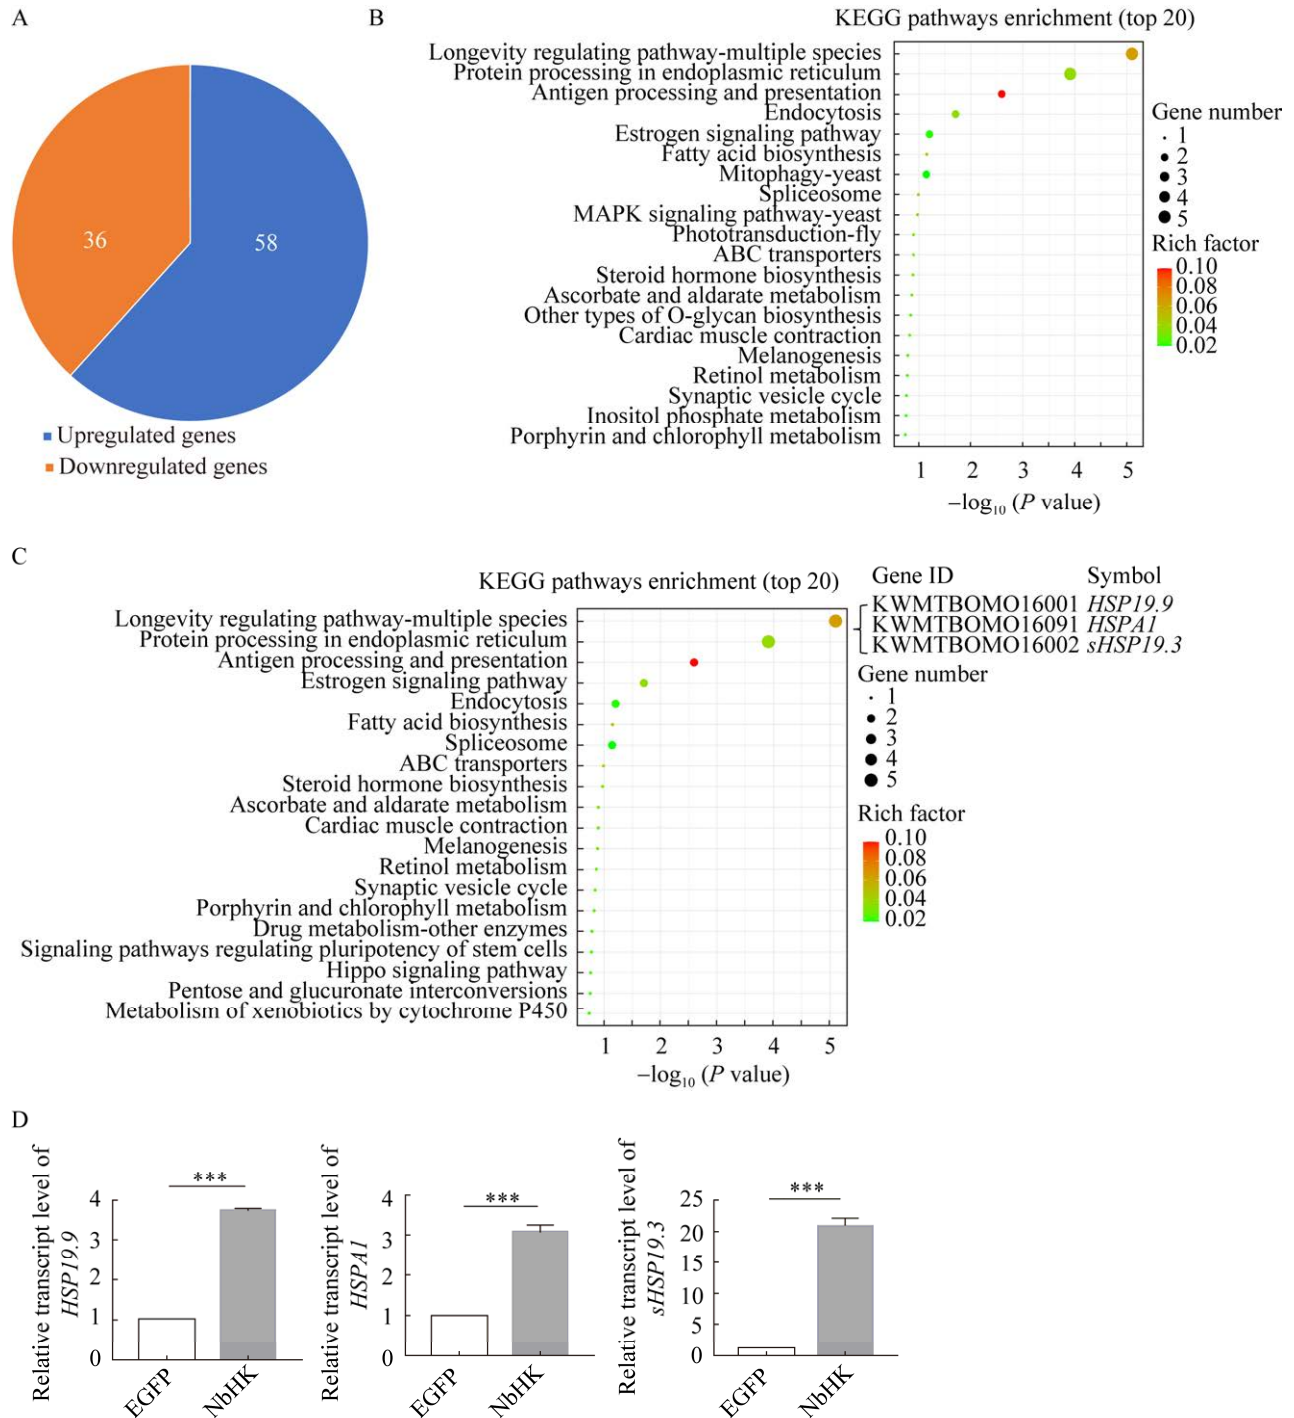 A
36
58
Upregulated genes
Downregulated genes
B
KEGG pathways enrichment (top 20)
Longevity regulating pathway-multiple species
Protein processing in endoplasmic reticulum
Antigen processing and presentation
Endocytosis
Estrogen signaling pathway
Fatty acid biosynthesis
Mitophagy-yeast
Spliceosome
MAPK signaling pathway-yeast
Phototransduction-fly
ABC transporters
Steroid hormone biosynthesis
Ascorbate and aldarate metabolism
Other types of O-glycan biosynthesis
Cardiac muscle contraction
Melanogenesis
Retinol metabolism
Synaptic vesicle cycle
Inositol phosphate metabolism
Porphyrin and chlorophyll metabolism
1 2 3 4 5
−log₁₀ (P value)
Gene number
1
2
3
4
5
Rich factor
0.10
0.08
0.06
0.04
0.02
C
KEGG pathways enrichment (top 20)
Longevity regulating pathway-multiple species
Protein processing in endoplasmic reticulum
Antigen processing and presentation
Estrogen signaling pathway
Endocytosis
Fatty acid biosynthesis
Spliceosome
ABC transporters
Steroid hormone biosynthesis
Ascorbate and aldarate metabolism
Cardiac muscle contraction
Melanogenesis
Retinol metabolism
Synaptic vesicle cycle
Porphyrin and chlorophyll metabolism
Drug metabolism-other enzymes
Signaling pathways regulating pluripotency of stem cells
Hippo signaling pathway
Pentose and glucuronate interconversions
Metabolism of xenobiotics by cytochrome P450
1 2 3 4 5
−log₁₀ (P value)
Gene ID Symbol
KWMTBOMO16001 HSP19.9
KWMTBOMO16091 HSPA1
KWMTBOMO16002 sHSP19.3
Gene number
1
2
3
4
5
Rich factor
0.10
0.08
0.06
0.04
0.02
D
Relative transcript level of
HSP19.9
4
3
2
1
0
***
EGFP
NbHK
Relative transcript level of
HSPA1
4
3
2
1
0
***
EGFP
NbHK
Relative transcript level of
sHSP19.3
25
20
15
10
5
0
***
EGFP
NbHK